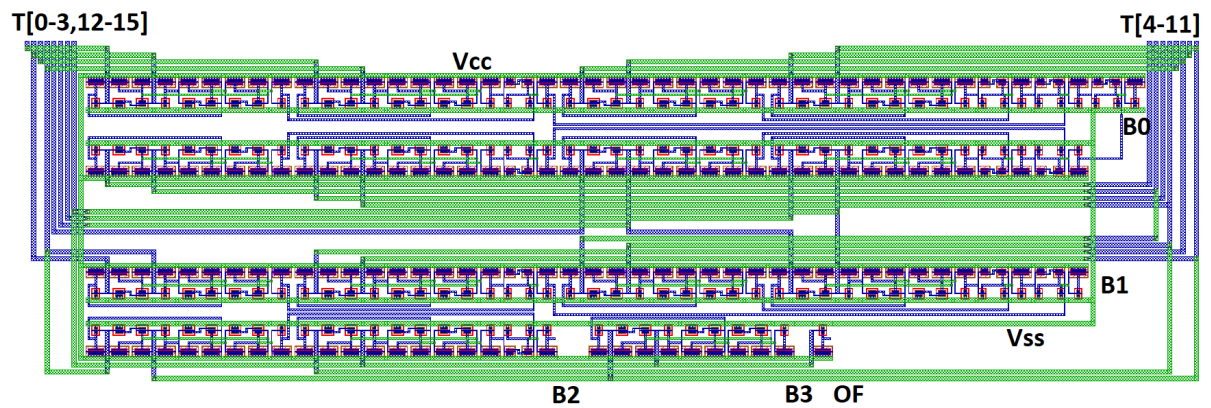 T[0-3,12-15]
T[4-11]
Vcc
B0
B1
Vss
B2
B3
OF